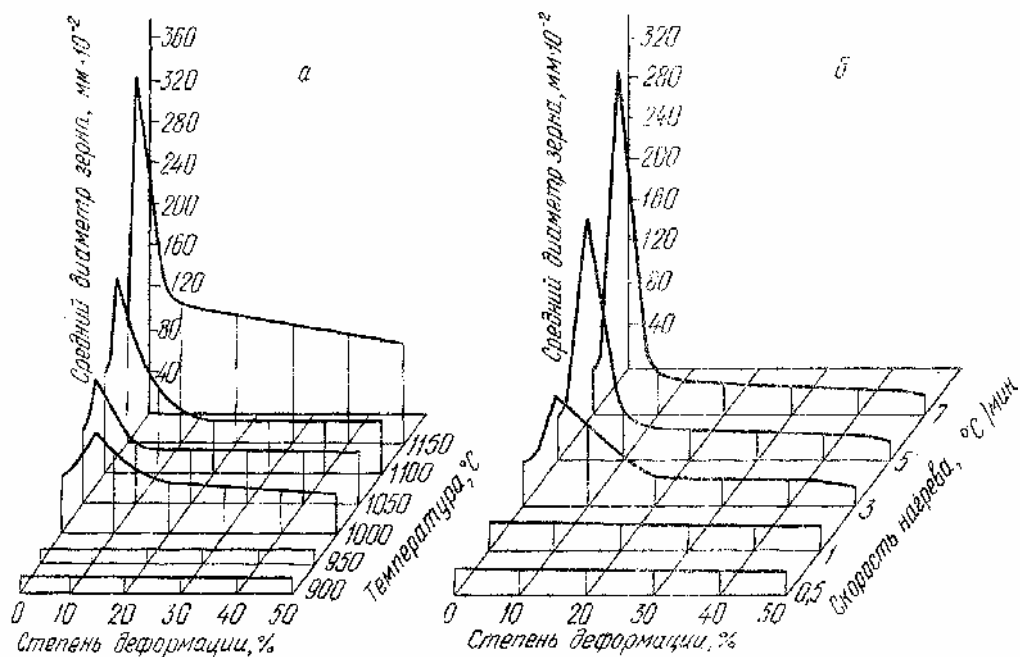 а
Средний диаметр зерна, мм·10⁻²
360
320
280
240
200
160
120
80
40
1150
1100
1050
1000
950
900
Температура, °С
0 10 20 30 40 50
Степень деформации, %
б
Средний диаметр зерна, мм·10⁻²
320
280
240
200
160
120
80
40
7
5
3
1
0,5
Скорость нагрева, °С/мин
0 10 20 30 40 50
Степень деформации, %